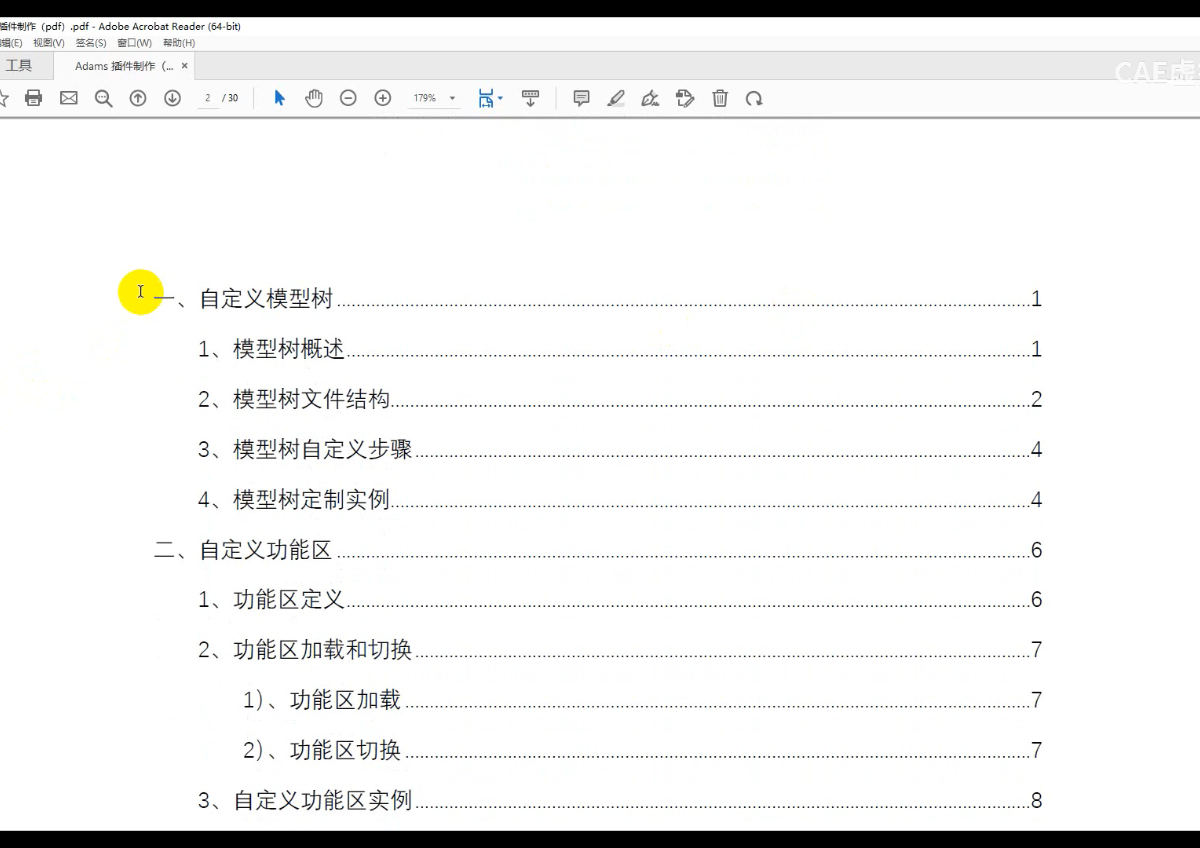 插件制作（pdf）.pdf - Adobe Acrobat Reader (64-bit)
辑(E) 视图(V) 签名(S) 窗口(W) 帮助(H)
工具 Adams 插件制作（... ×
CAE虚
2 / 30 179%
一、自定义模型树 1
1、模型树概述 1
2、模型树文件结构 2
3、模型树自定义步骤 4
4、模型树定制实例 4
二、自定义功能区 6
1、功能区定义 6
2、功能区加载和切换 7
1）、功能区加载 7
2）、功能区切换 7
3、自定义功能区实例 8